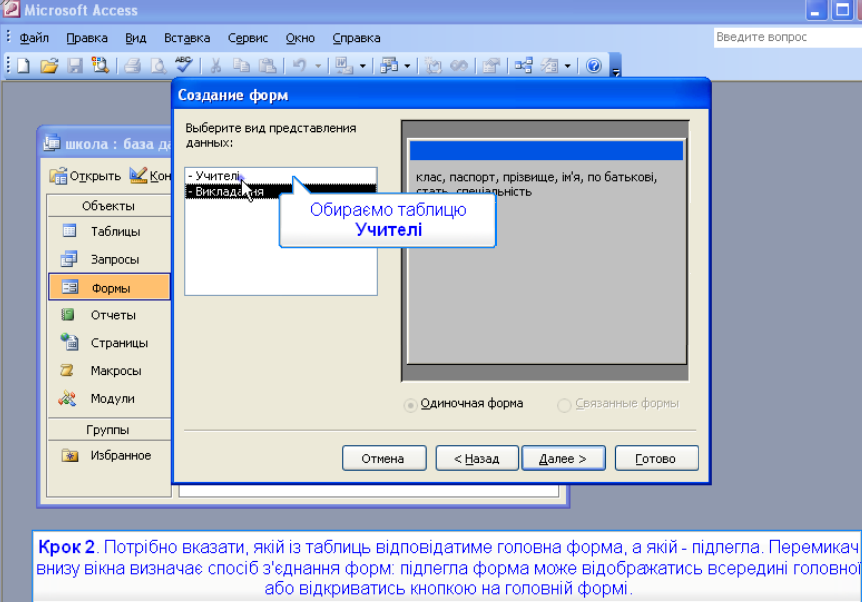 Microsoft Access
Файл Правка Вид Вставка Сервис Окно Справка
Введите вопрос
Создание форм
Выберите вид представления
данных:
- Учителі
- Викладання
клас, паспорт, прізвище, ім'я, по батькові,
стать, спеціальність
Обираємо таблицю
Учителі
школа : база да
Открыть Кон
Объекты
Таблицы
Запросы
Формы
Отчеты
Страницы
Макросы
Модули
Группы
Избранное
Одиночная форма Связанные формы
Отмена < Назад Далее > Готово
Крок 2. Потрібно вказати, якій із таблиць відповідатиме головна форма, а якій - підлегла. Перемикач
внизу вікна визначає спосіб з'єднання форм: підлегла форма може відображатись всередині головної
або відкриватись кнопкою на головній формі.